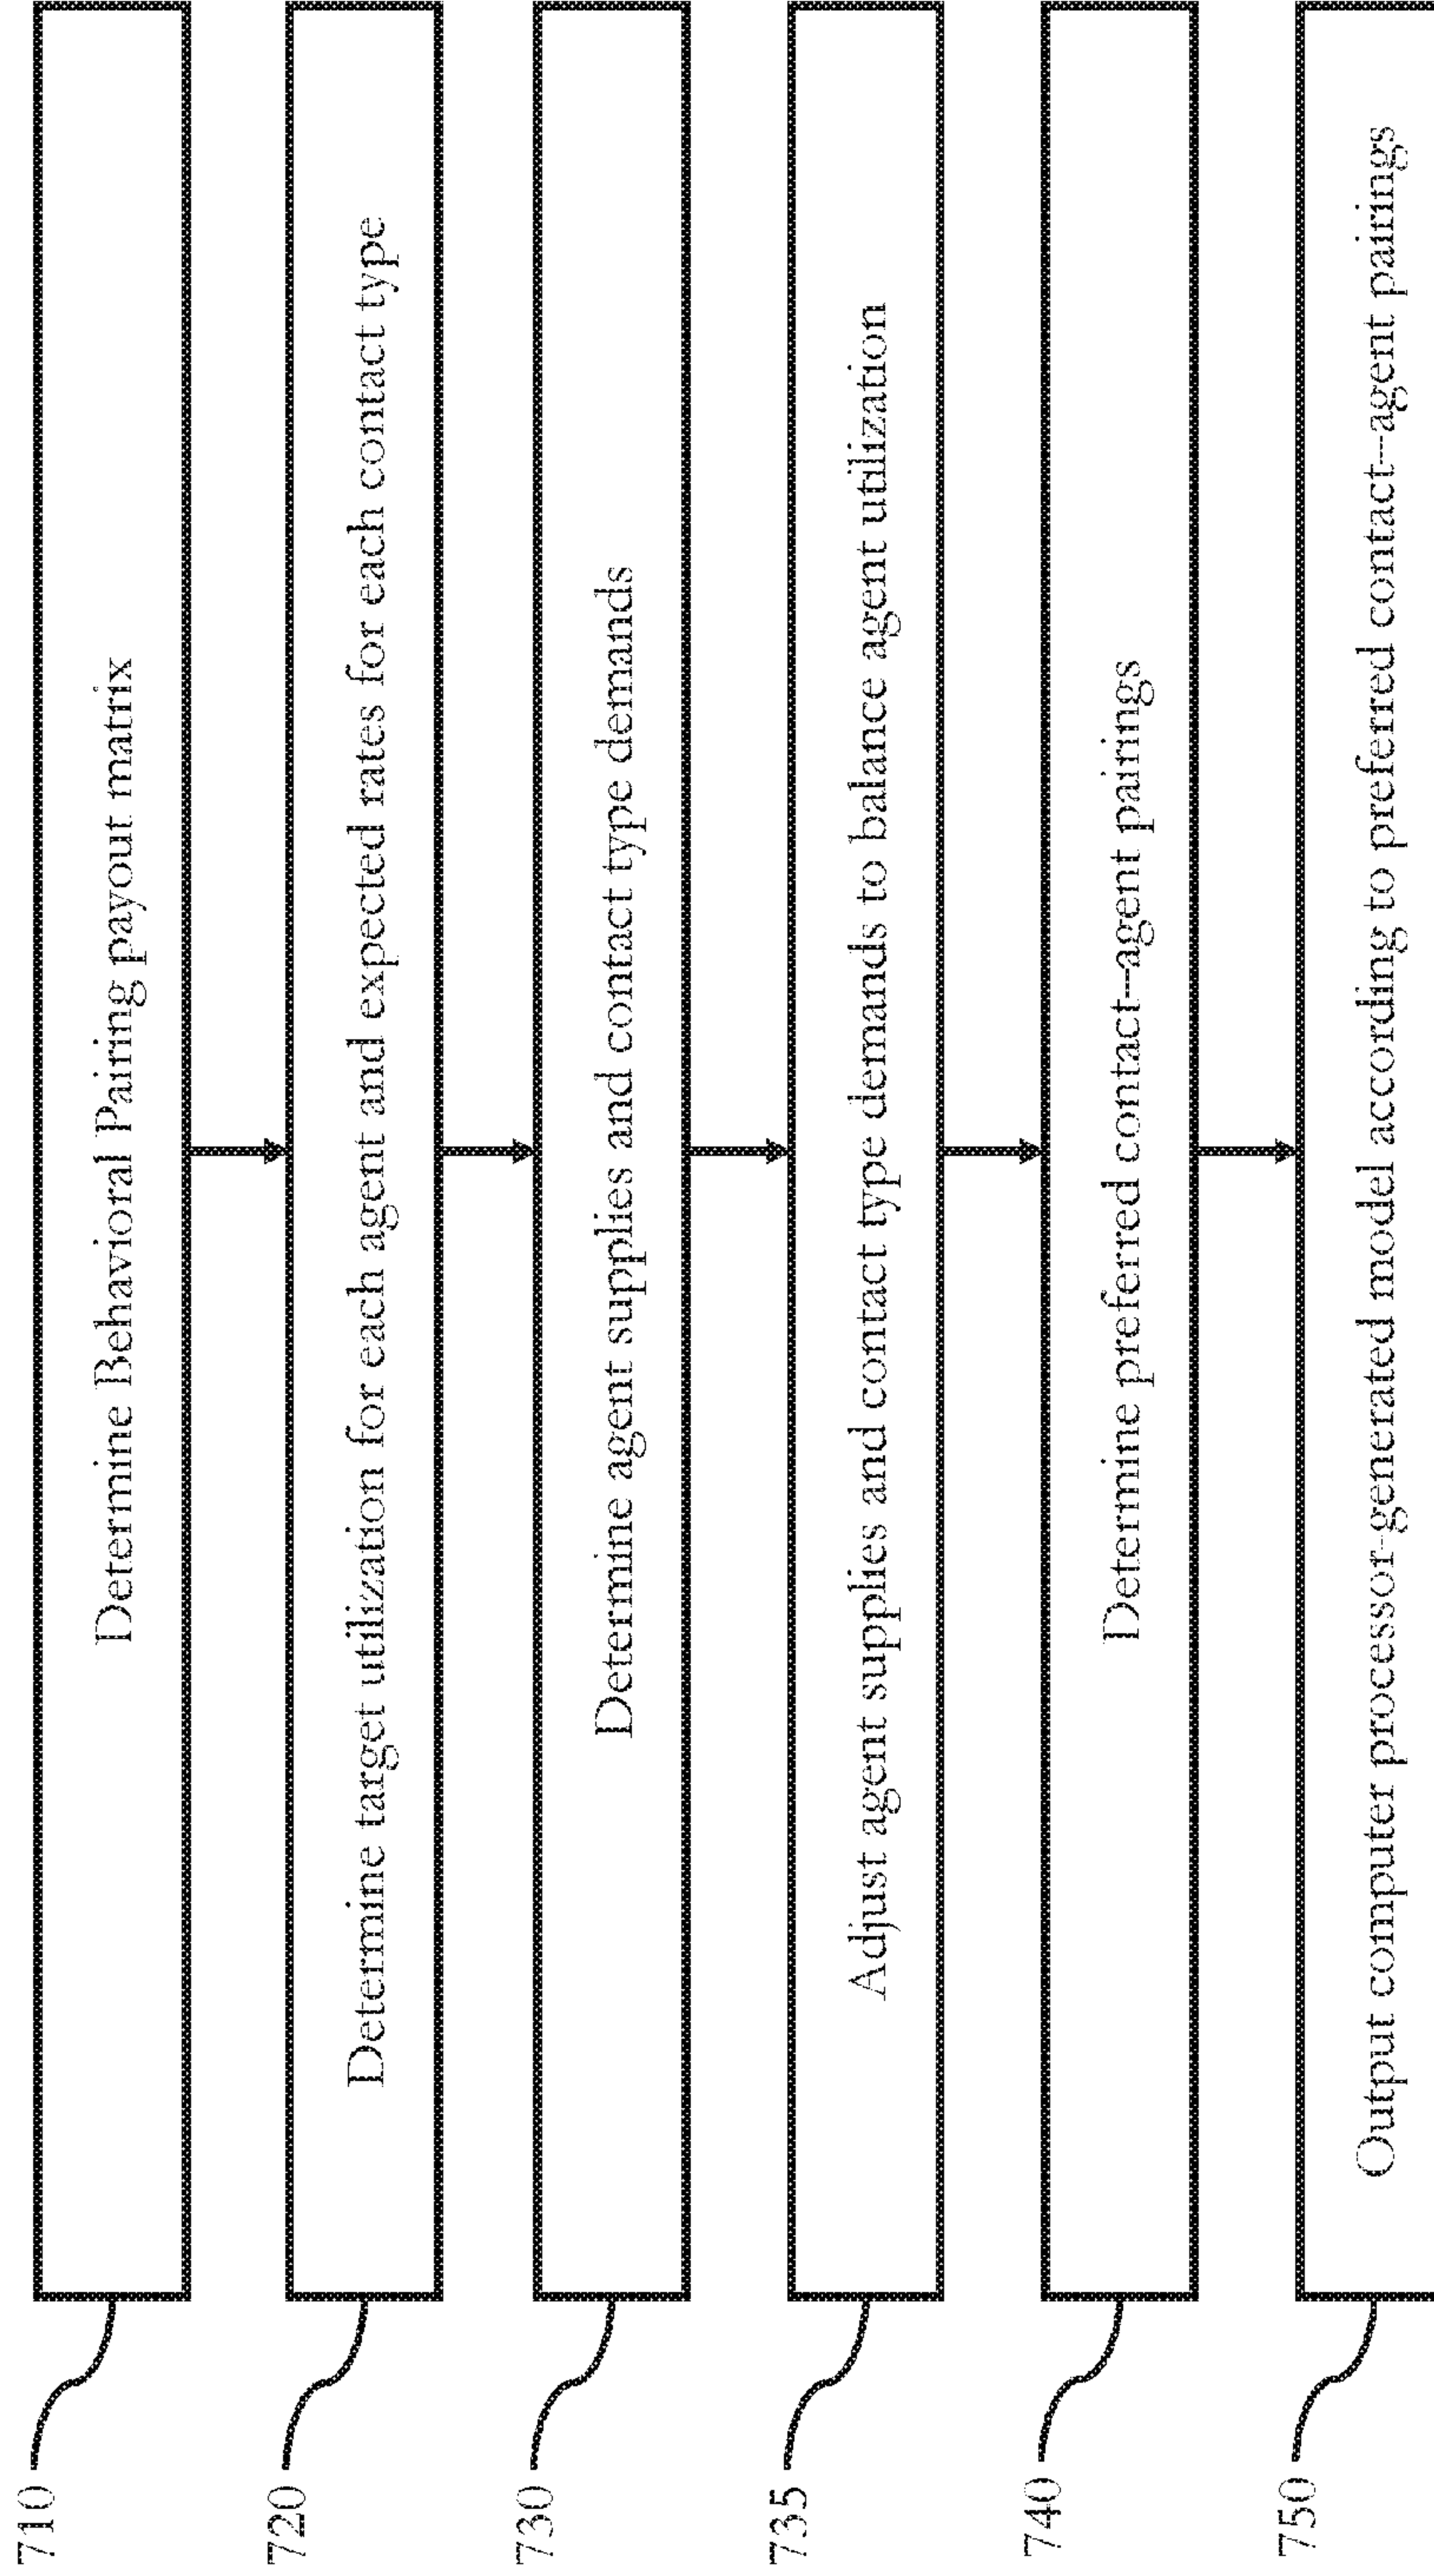 710
Determine Behavioral Pairing payout matrix
720
Determine target utilization for each agent and expected rates for each contact type
730
Determine agent supplies and contact type demands
735
Adjust agent supplies and contact type demands to balance agent utilization
740
Determine preferred contact--agent pairings
750
Output computer processor-generated model according to preferred contact--agent pairings